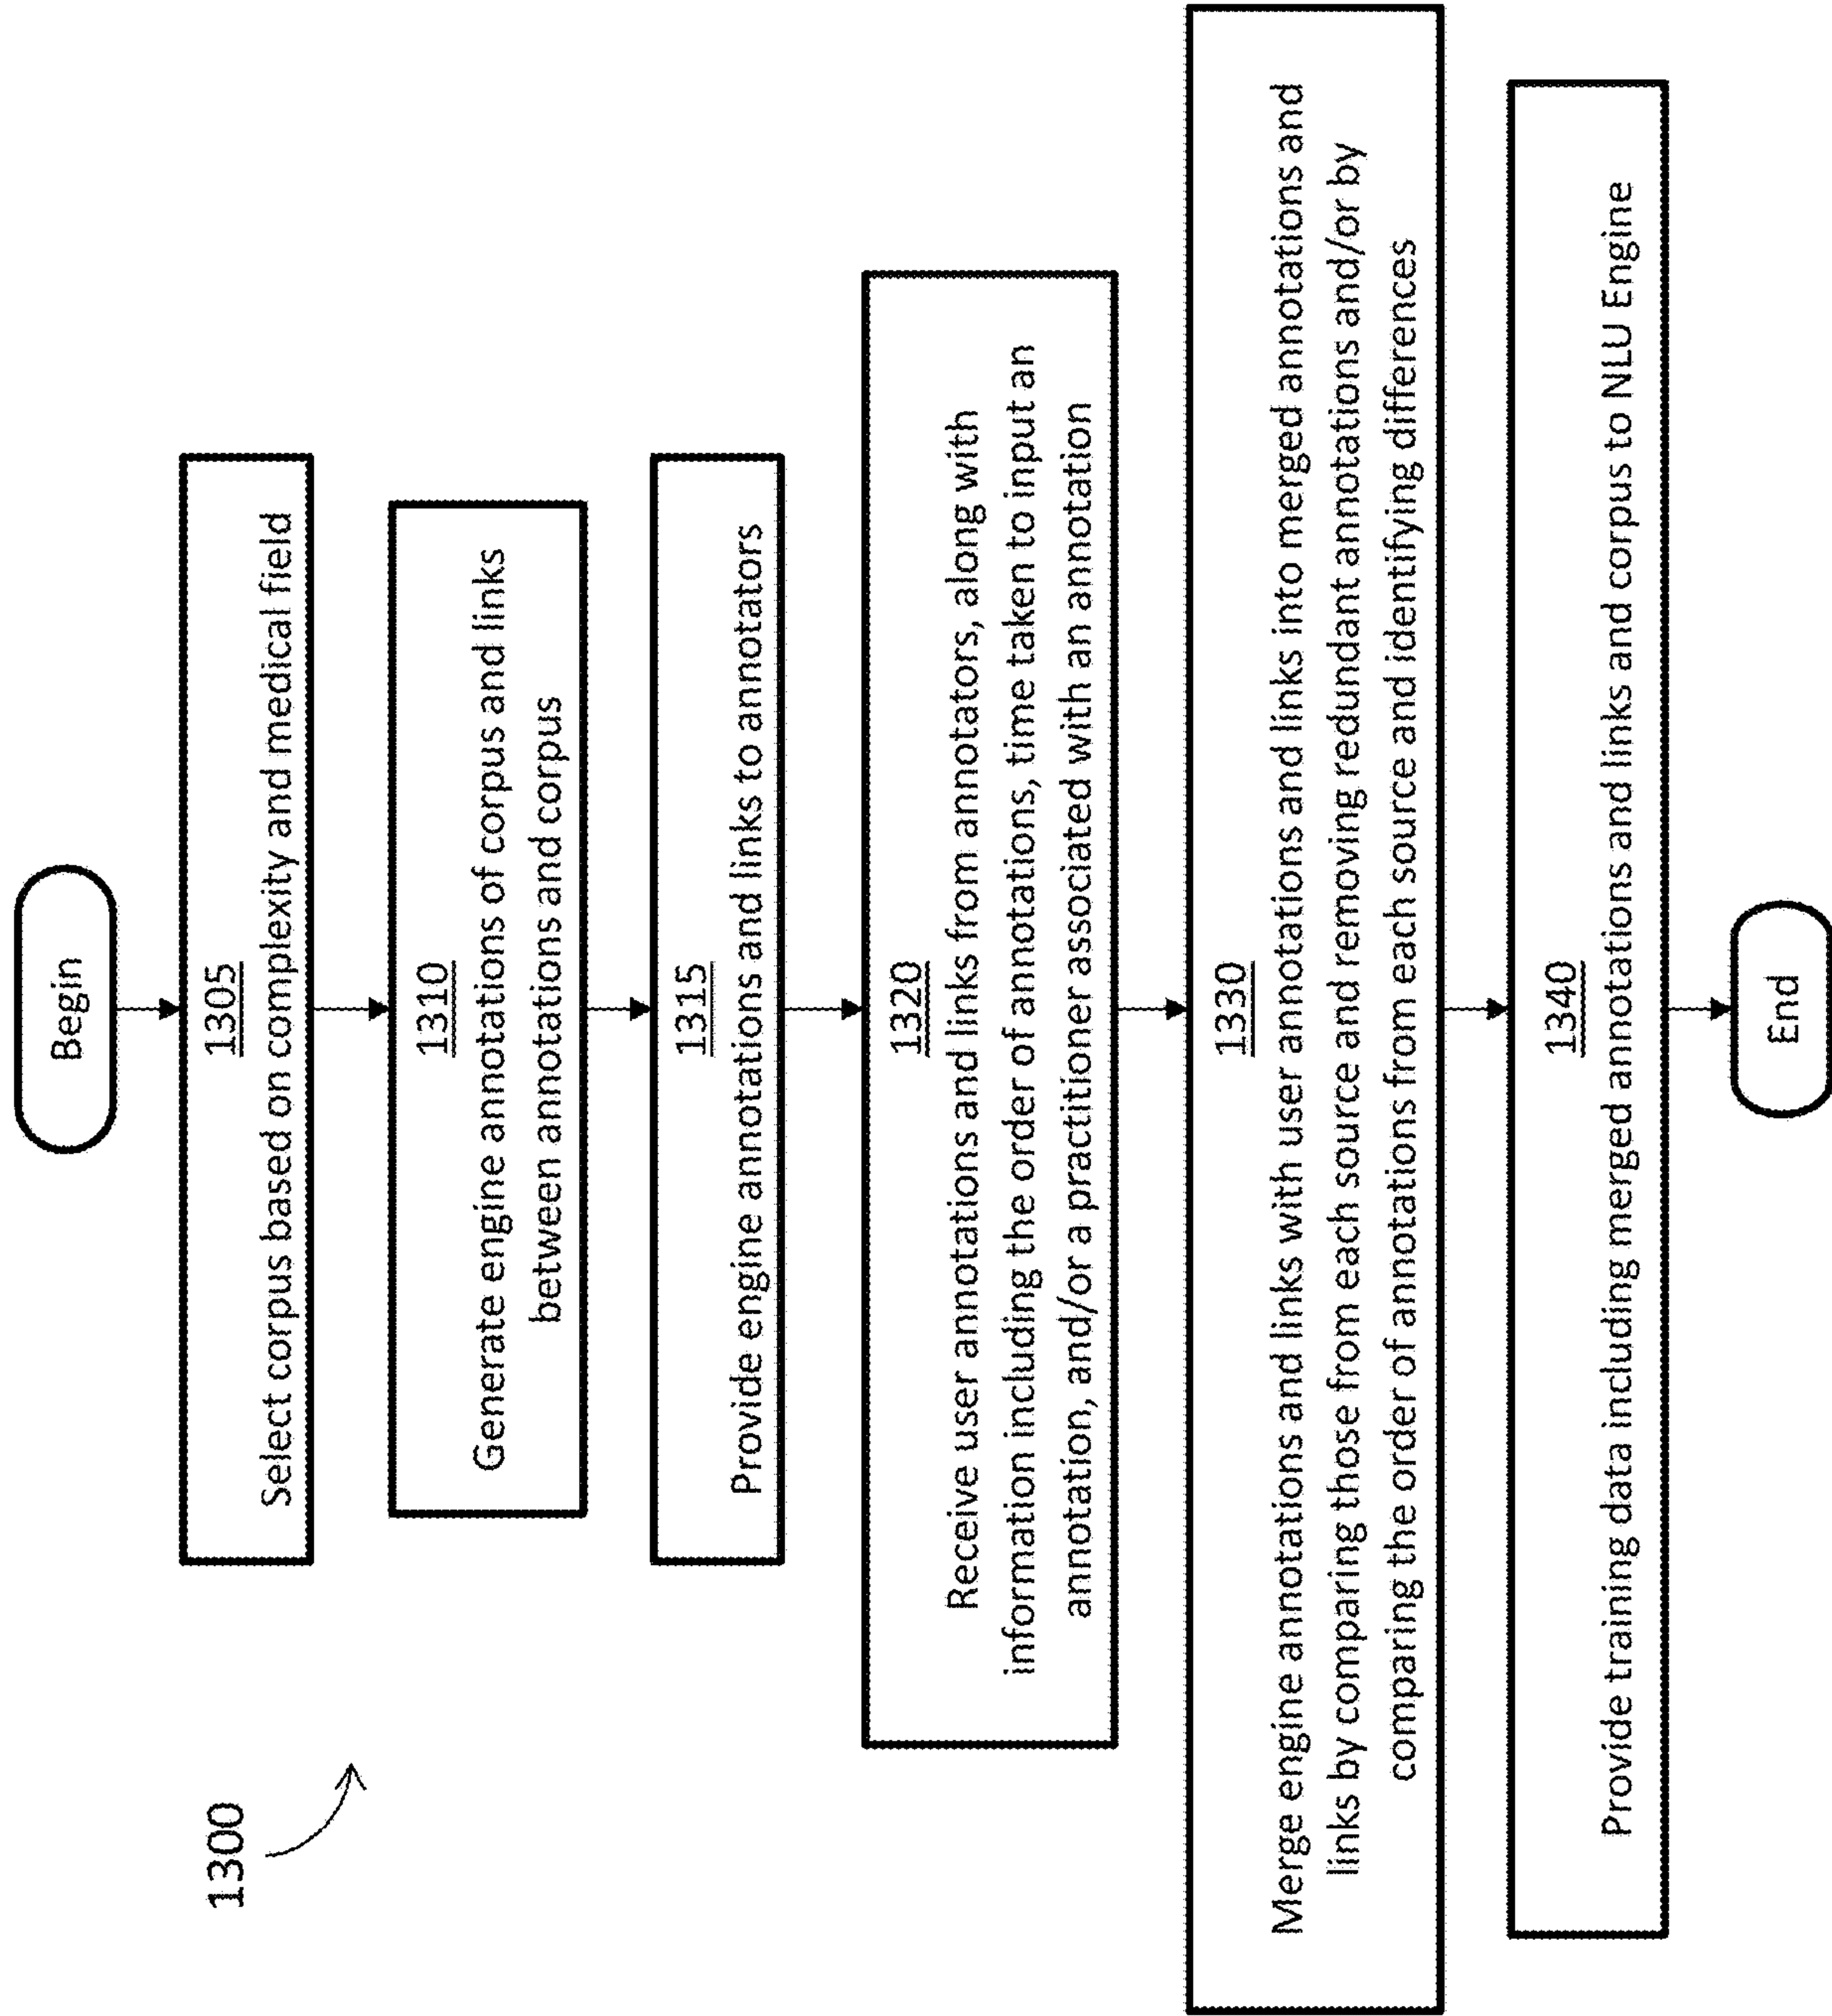 1300
Begin
1305
Select corpus based on complexity and medical field
1310
Generate engine annotations of corpus and links
between annotations and corpus
1315
Provide engine annotations and links to annotators
1320
Receive user annotations and links from annotators, along with
information including the order of annotations, time taken to input an
annotation, and/or a practitioner associated with an annotation
1330
Merge engine annotations and links with user annotations and links into merged annotations and
links by comparing those from each source and removing redundant annotations and/or by
comparing the order of annotations from each source and identifying differences
1340
Provide training data including merged annotations and links and corpus to NLU Engine
End